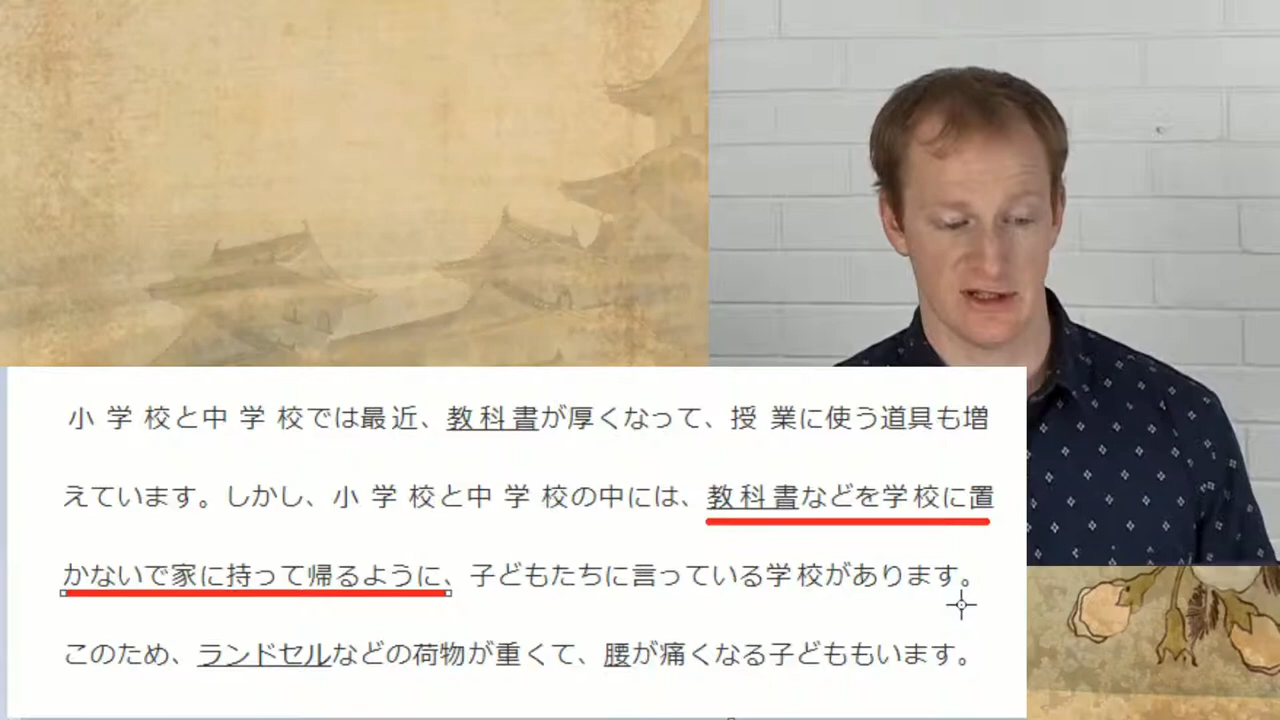 小学校と中学校では最近、教科書が厚くなって、授業に使う道具も増
えています。しかし、小学校と中学校の中には、教科書などを学校に置
かないで家に持って帰るように、子どもたちに言っている学校があります。
このため、ランドセルなどの荷物が重くて、腰が痛くなる子どももいます。